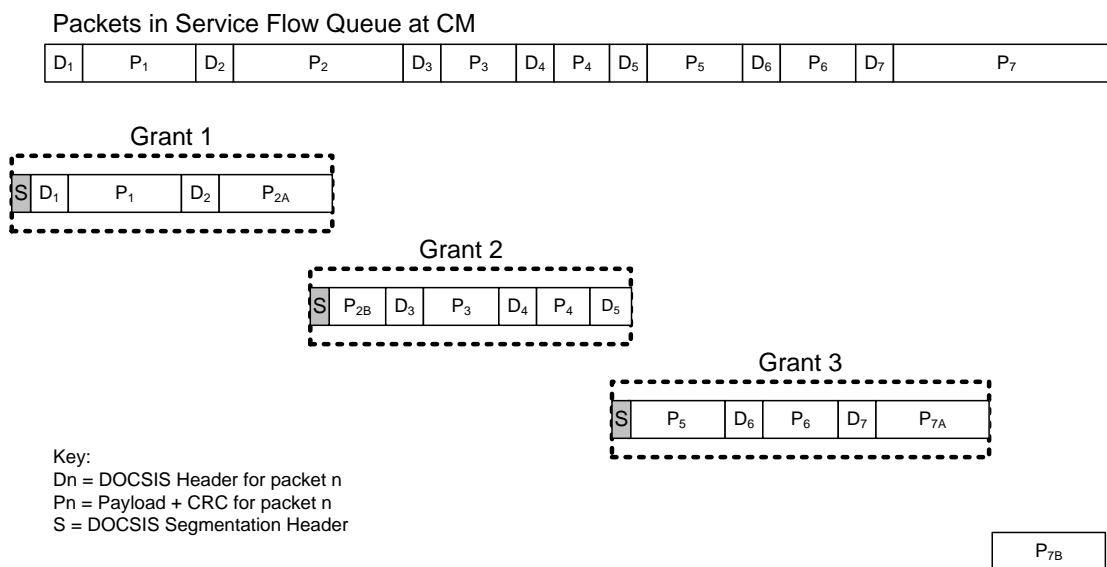 Packets in Service Flow Queue at CM
D₁ P₁ D₂ P₂ D₃ P₃ D₄ P₄ D₅ P₅ D₆ P₆ D₇ P₇
Grant 1
S D₁ P₁ D₂ P₂A
Grant 2
S P₂B D₃ P₃ D₄ P₄ D₅
Grant 3
S P₅ D₆ P₆ D₇ P₇A
Key:
Dn = DOCSIS Header for packet n
Pn = Payload + CRC for packet n
S = DOCSIS Segmentation Header
P₇B